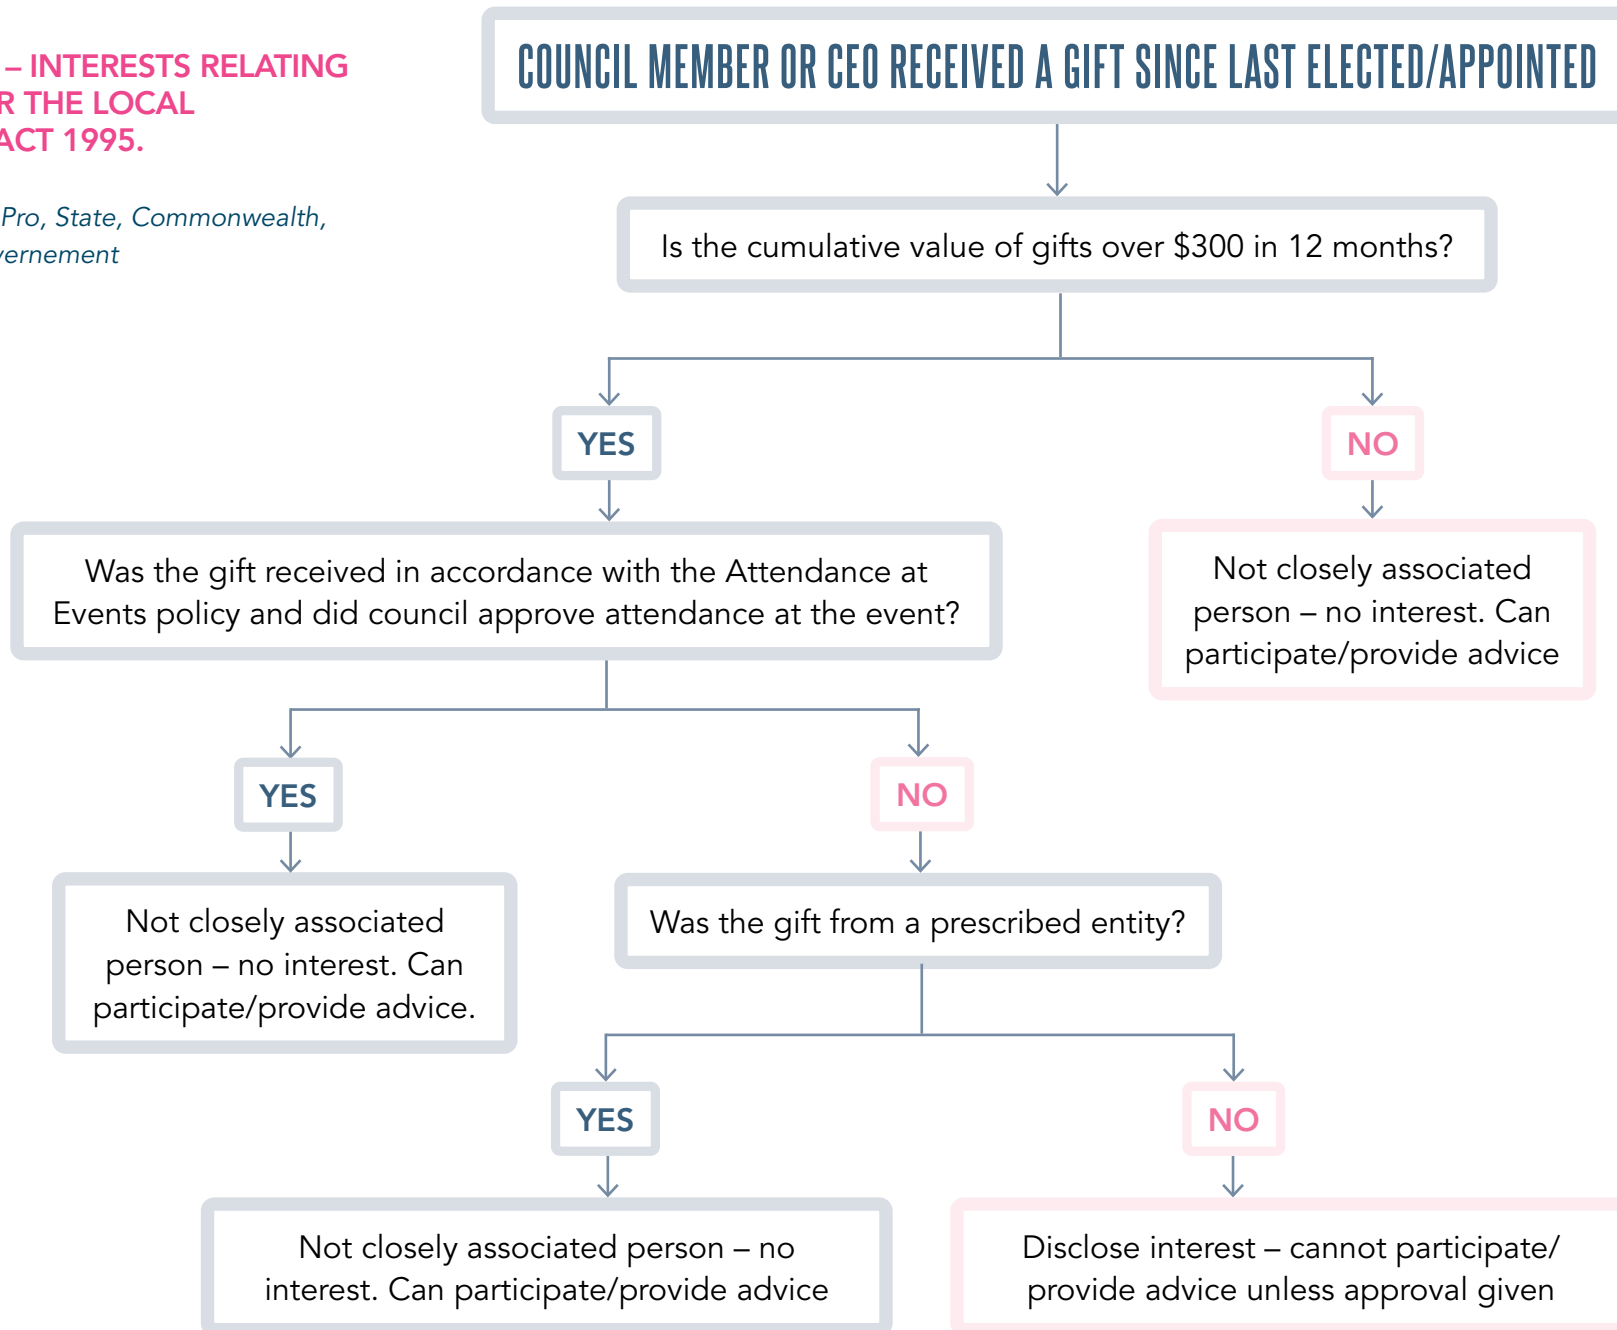 – INTERESTS RELATING
R THE LOCAL
ACT 1995.
Pro, State, Commonwealth,
vernement
COUNCIL MEMBER OR CEO RECEIVED A GIFT SINCE LAST ELECTED/APPOINTED
Is the cumulative value of gifts over $300 in 12 months?
YES
NO
Was the gift received in accordance with the Attendance at
Events policy and did council approve attendance at the event?
Not closely associated
person – no interest. Can
participate/provide advice
YES
NO
Not closely associated
person – no interest. Can
participate/provide advice.
Was the gift from a prescribed entity?
YES
NO
Not closely associated person – no
interest. Can participate/provide advice
Disclose interest – cannot participate/
provide advice unless approval given